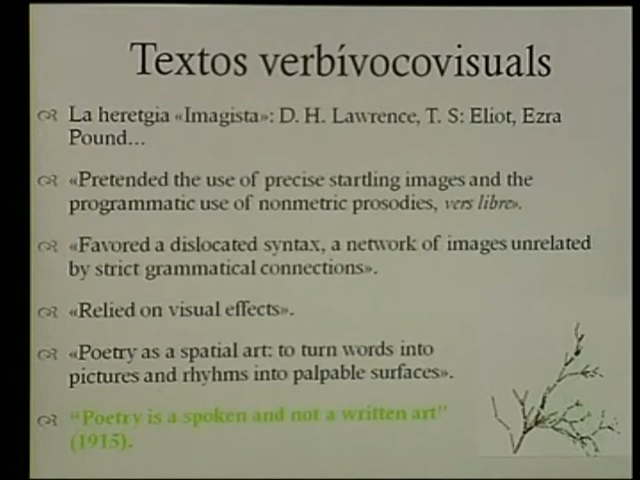 Textos verbívocovisuals
La heretgia «Imagista»: D. H. Lawrence, T. S: Eliot, Ezra
Pound...
«Pretended the use of precise startling images and the
programmatic use of nonmetric prosodies, vers libre».
«Favored a dislocated syntax, a network of images unrelated
by strict grammatical connections».
«Relied on visual effects».
«Poetry as a spatial art: to turn words into
pictures and rhyhms into palpable surfaces».
“Poetry is a spoken and not a written art”
(1915).